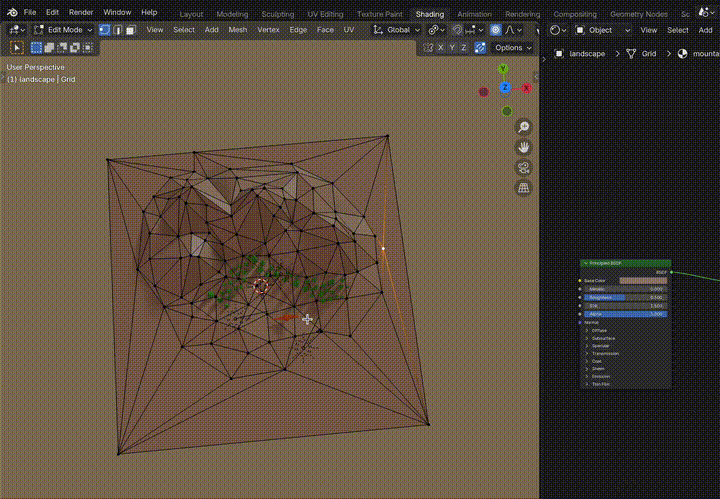 File Edit Render Window Help Layout Modeling Sculpting UV Editing Texture Paint Shading Animation Rendering Compositing Geometry Nodes Sc
Edit Mode View Select Add Mesh Vertex Edge Face UV Global Object View Select Add
X Y Z Options landscape Grid mounta
User Perspective
(1) landscape | Grid
Y
Z X
Principled BSDF
BSDF
Base Color
Metallic 0.000
Roughness 0.500
IOR 1.500
Alpha 1.000
Normal
Diffuse
Subsurface
Specular
Transmission
Coat
Sheen
Emission
Thin Film